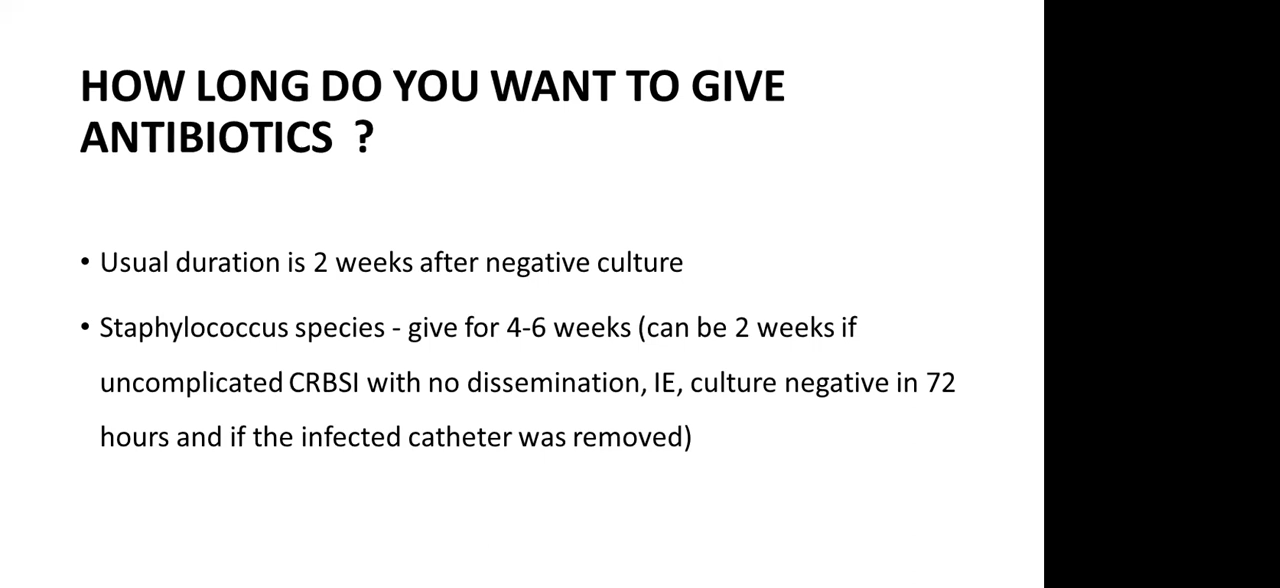 HOW LONG DO YOU WANT TO GIVE
ANTIBIOTICS  ?
• Usual duration is 2 weeks after negative culture
• Staphylococcus species - give for 4-6 weeks (can be 2 weeks if
uncomplicated CRBSI with no dissemination, IE, culture negative in 72
hours and if the infected catheter was removed)